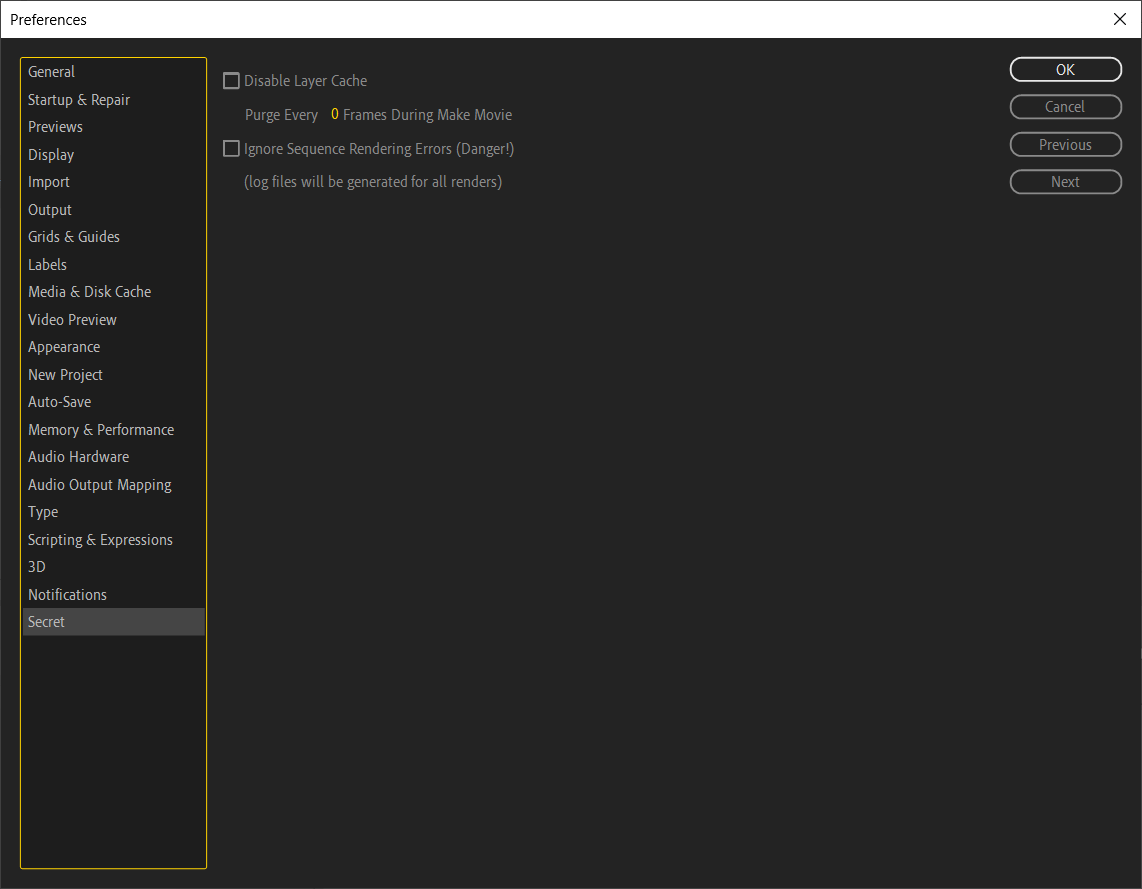 Preferences
General
Startup & Repair
Previews
Display
Import
Output
Grids & Guides
Labels
Media & Disk Cache
Video Preview
Appearance
New Project
Auto-Save
Memory & Performance
Audio Hardware
Audio Output Mapping
Type
Scripting & Expressions
3D
Notifications
Secret
Disable Layer Cache
Purge Every 0 Frames During Make Movie
Ignore Sequence Rendering Errors (Danger!)
(log files will be generated for all renders)
OK
Cancel
Previous
Next